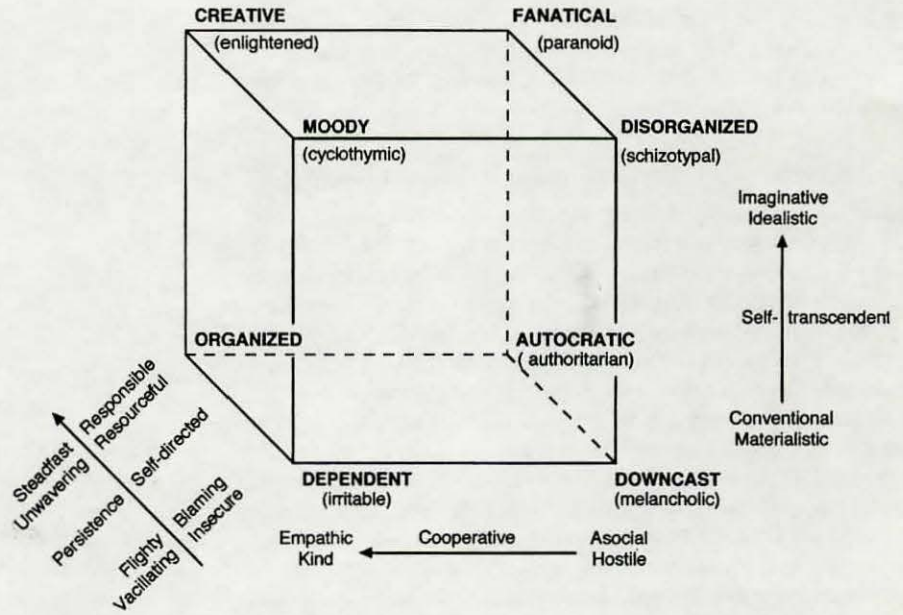 CREATIVE
(enlightened)
FANATICAL
(paranoid)
MOODY
(cyclothymic)
DISORGANIZED
(schizotypal)
Imaginative
Idealistic
Self-transcendent
Conventional
Materialistic
ORGANIZED
AUTOCRATIC
( authoritarian)
Responsible
Resourceful
Steadfast
Unwavering
Self-directed
Persistence
Blaming
Insecure
Flighty
Vacillating
DEPENDENT
(irritable)
DOWNCAST
(melancholic)
Empathic
Kind
Cooperative
Asocial
Hostile